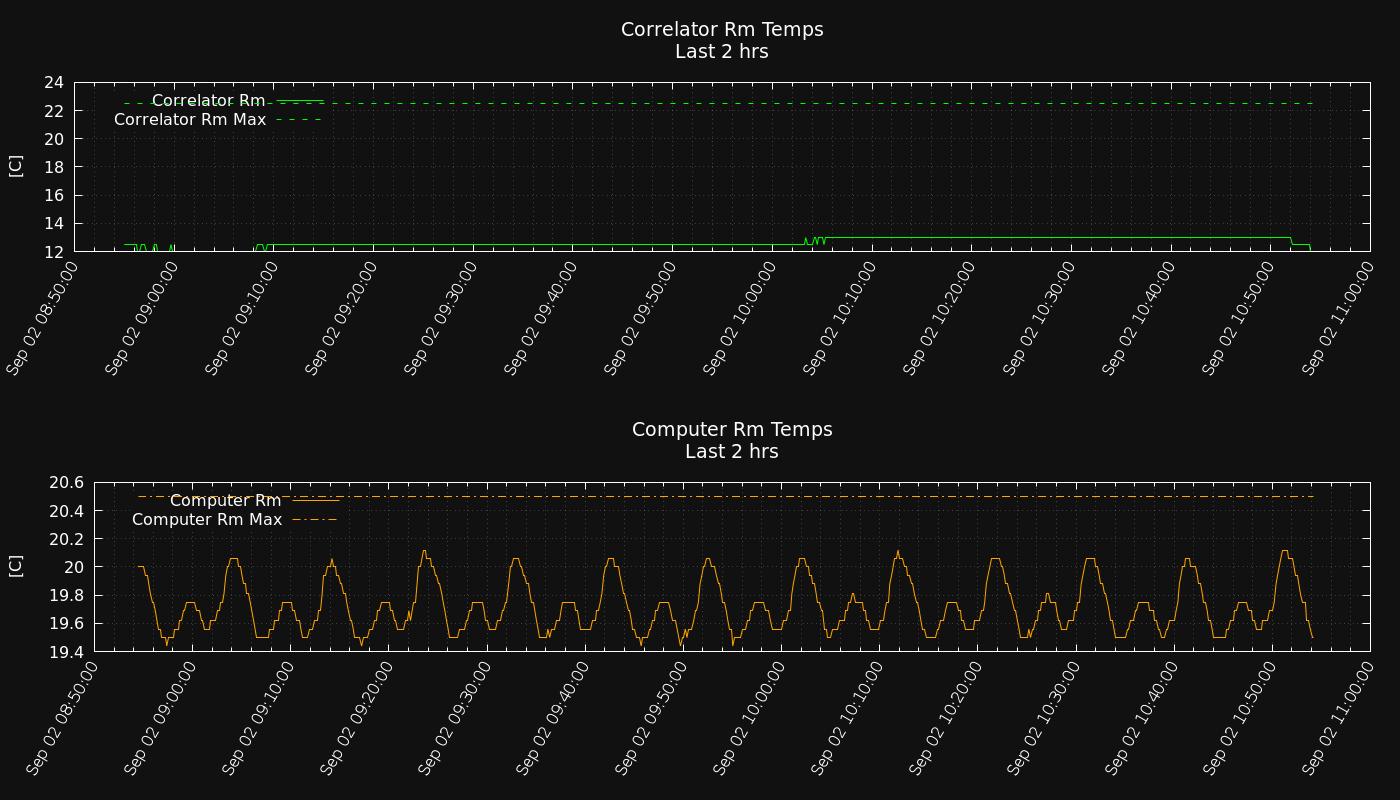 Correlator Rm Temps
Last 2 hrs
24
22
20
18
16
14
12
[C]
Correlator Rm
Correlator Rm Max
Sep 02 08:50:00
Sep 02 09:00:00
Sep 02 09:10:00
Sep 02 09:20:00
Sep 02 09:30:00
Sep 02 09:40:00
Sep 02 09:50:00
Sep 02 10:00:00
Sep 02 10:10:00
Sep 02 10:20:00
Sep 02 10:30:00
Sep 02 10:40:00
Sep 02 10:50:00
Sep 02 11:00:00
Computer Rm Temps
Last 2 hrs
20.6
20.4
20.2
20
19.8
19.6
19.4
[C]
Computer Rm
Computer Rm Max
Sep 02 08:50:00
Sep 02 09:00:00
Sep 02 09:10:00
Sep 02 09:20:00
Sep 02 09:30:00
Sep 02 09:40:00
Sep 02 09:50:00
Sep 02 10:00:00
Sep 02 10:10:00
Sep 02 10:20:00
Sep 02 10:30:00
Sep 02 10:40:00
Sep 02 10:50:00
Sep 02 11:00:00